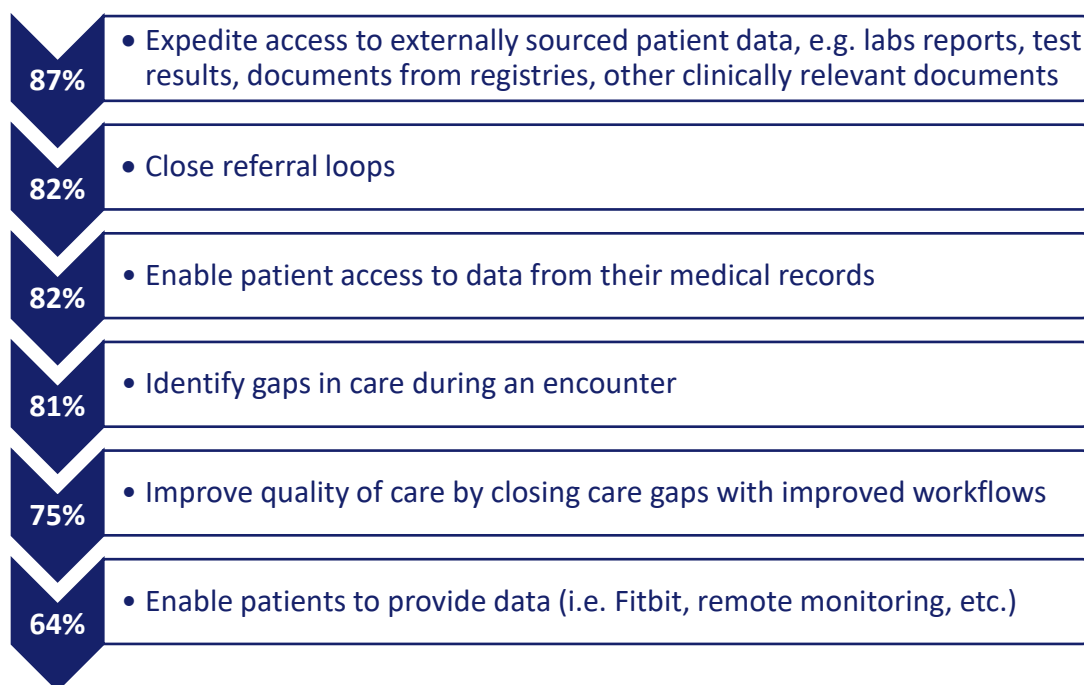 87%
• Expedite access to externally sourced patient data, e.g. labs reports, test
results, documents from registries, other clinically relevant documents
82%
• Close referral loops
82%
• Enable patient access to data from their medical records
81%
• Identify gaps in care during an encounter
75%
• Improve quality of care by closing care gaps with improved workflows
64%
• Enable patients to provide data (i.e. Fitbit, remote monitoring, etc.)